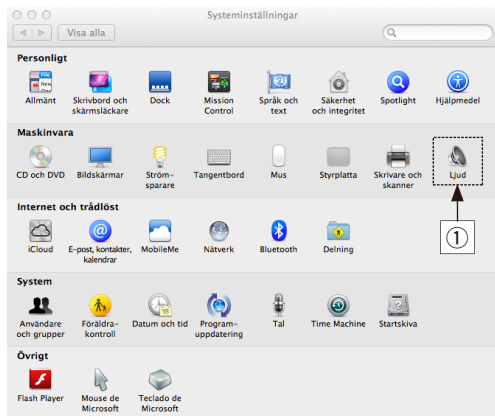 Systeminställningar
Visa alla
Personligt
Allmänt
Skrivbord och
skärmsläckare
Dock
Mission
Control
Språk och
text
Säkerhet
och integritet
Spotlight
Hjälpmedel
Maskinvara
CD och DVD
Bildskärmar
Ström-
sparare
Tangentbord
Mus
Styrplatta
Skrivare och
skanner
Ljud
Internet och trådlöst
iCloud
E-post, kontakter,
kalendrar
MobileMe
Nätverk
Bluetooth
Delning
1
System
Användare
och grupper
Föräldra-
kontroll
Datum och tid
Program-
uppdatering
Tal
Time Machine
Startskiva
Övrigt
Flash Player
Mouse de
Microsoft
Teclado de
Microsoft